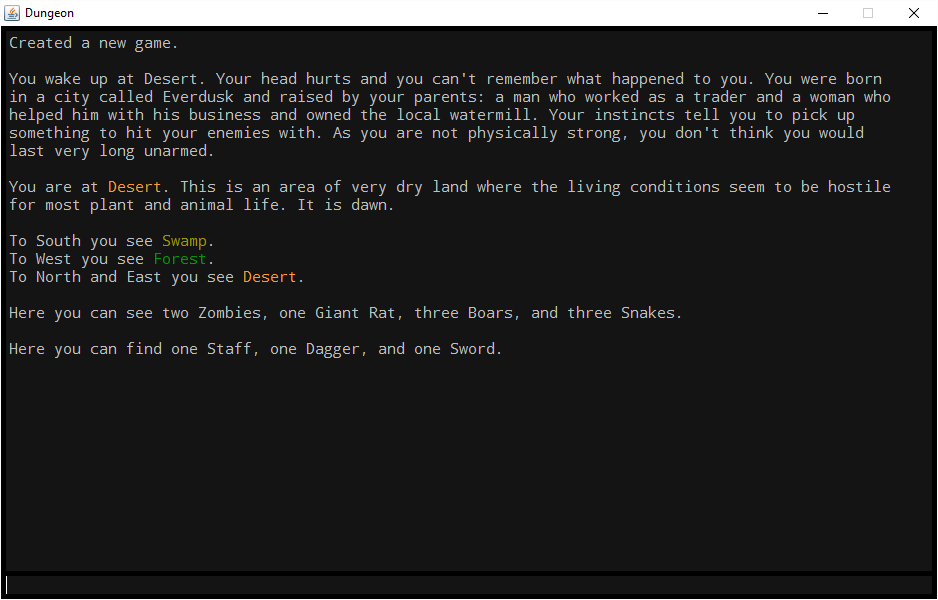 Dungeon
Created a new game.
You wake up at Desert. Your head hurts and you can't remember what happened to you. You were born
in a city called Everdusk and raised by your parents: a man who worked as a trader and a woman who
helped him with his business and owned the local watermill. Your instincts tell you to pick up
something to hit your enemies with. As you are not physically strong, you don't think you would
last very long unarmed.
You are at Desert. This is an area of very dry land where the living conditions seem to be hostile
for most plant and animal life. It is dawn.
To South you see Swamp.
To West you see Forest.
To North and East you see Desert.
Here you can see two Zombies, one Giant Rat, three Boars, and three Snakes.
Here you can find one Staff, one Dagger, and one Sword.